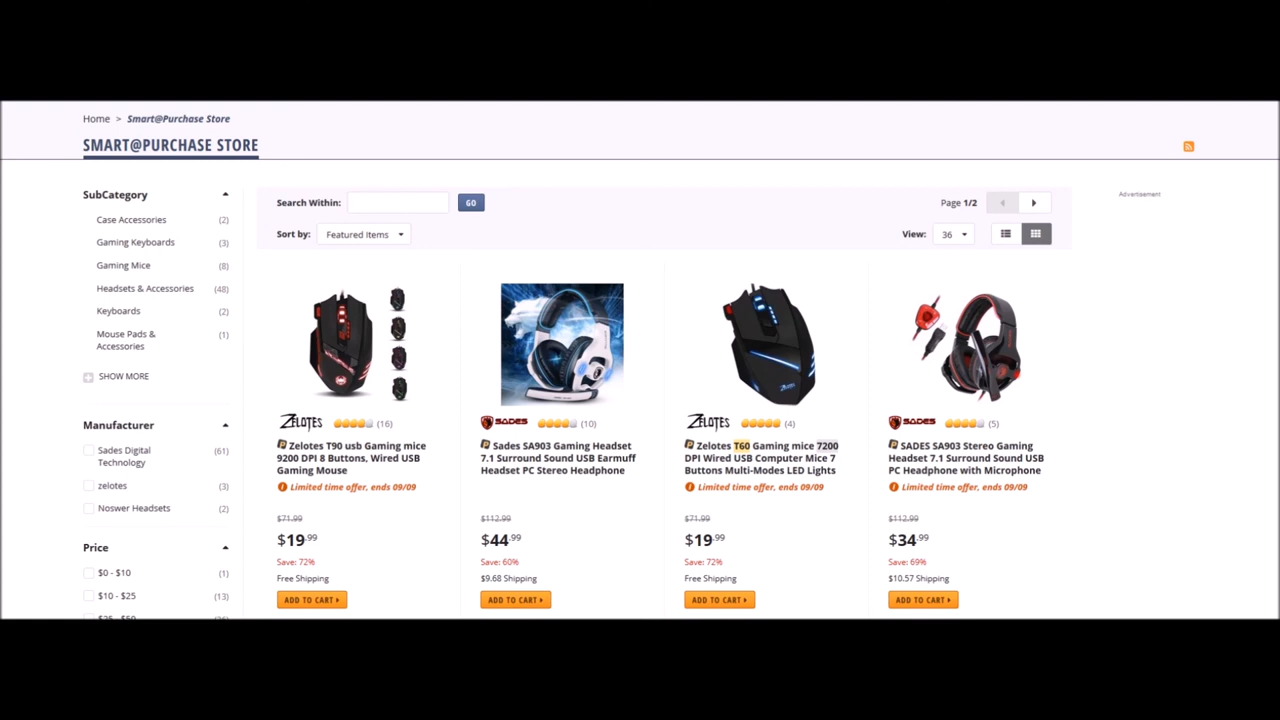 Home > Smart@Purchase Store
SMART@PURCHASE STORE
SubCategory
Case Accessories (2)
Gaming Keyboards (3)
Gaming Mice (8)
Headsets & Accessories (48)
Keyboards (2)
Mouse Pads & (1)
Accessories
SHOW MORE
Manufacturer
Sades Digital (61)
Technology
zelotes (3)
Noswer Headsets (2)
Price
$0 - $10 (1)
$10 - $25 (13)
Search Within: GO
Page 1/2
Sort by: Featured Items
View: 36
Advertisement
ZELOTES (16)
Zelotes T90 usb Gaming mice
9200 DPI 8 Buttons, Wired USB
Gaming Mouse
Limited time offer, ends 09/09
$71.99
$19.99
Save: 72%
Free Shipping
ADD TO CART
SADES (10)
Sades SA903 Gaming Headset
7.1 Surround Sound USB Earmuff
Headset PC Stereo Headphone
$112.99
$44.99
Save: 60%
$9.68 Shipping
ADD TO CART
ZELOTES (4)
Zelotes T60 Gaming mice 7200
DPI Wired USB Computer Mice 7
Buttons Multi-Modes LED Lights
Limited time offer, ends 09/09
$71.99
$19.99
Save: 72%
Free Shipping
ADD TO CART
SADES (5)
SADES SA903 Stereo Gaming
Headset 7.1 Surround Sound USB
PC Headphone with Microphone
Limited time offer, ends 09/09
$112.99
$34.99
Save: 69%
$10.57 Shipping
ADD TO CART